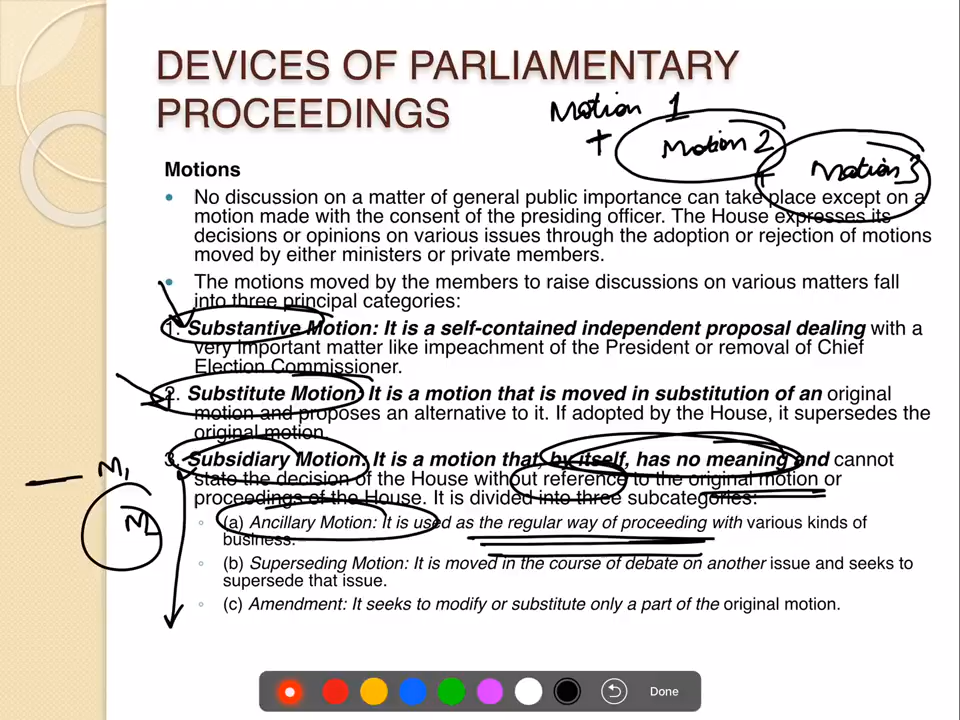 DEVICES OF PARLIAMENTARY
PROCEEDINGS
Motion 1
+ Motion 2
+ Motion 3
Motions
No discussion on a matter of general public importance can take place except on a
motion made with the consent of the presiding officer. The House expresses its
decisions or opinions on various issues through the adoption or rejection of motions
moved by either ministers or private members.
The motions moved by the members to raise discussions on various matters fall
into three principal categories:
1. Substantive Motion: It is a self-contained independent proposal dealing with a
very important matter like impeachment of the President or removal of Chief
Election Commissioner.
2. Substitute Motion: It is a motion that is moved in substitution of an original
motion and proposes an alternative to it. If adopted by the House, it supersedes the
original motion.
3. Subsidiary Motion: It is a motion that, by itself, has no meaning and cannot
state the decision of the House without reference to the original motion or
proceedings of the House. It is divided into three subcategories:
M1
M2
(a) Ancillary Motion: It is used as the regular way of proceeding with various kinds of
business.
(b) Superseding Motion: It is moved in the course of debate on another issue and seeks to
supersede that issue.
(c) Amendment: It seeks to modify or substitute only a part of the original motion.
Done